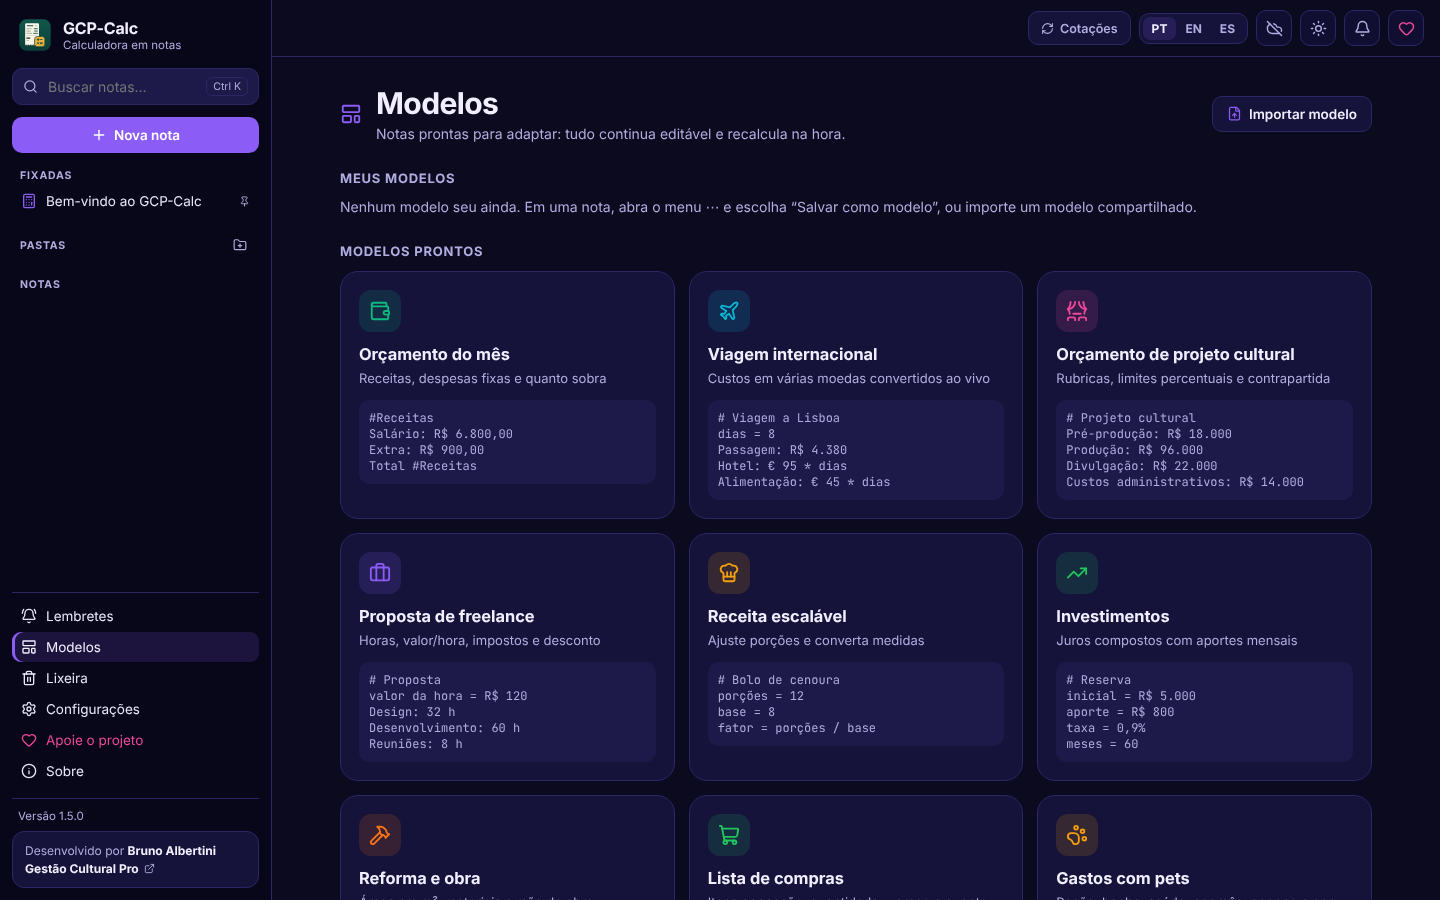 GCP-Calc
Calculadora em notas
Buscar notas...
Ctrl K
Nova nota
FIXADAS
Bem-vindo ao GCP-Calc
PASTAS
NOTAS
Lembretes
Modelos
Lixeira
Configurações
Apoie o projeto
Sobre
Versão 1.5.0
Desenvolvido por Bruno Albertini
Gestão Cultural Pro
Cotações
PT EN ES
Modelos
Notas prontas para adaptar: tudo continua editável e recalcula na hora.
Importar modelo
MEUS MODELOS
Nenhum modelo seu ainda. Em uma nota, abra o menu ··· e escolha “Salvar como modelo”, ou importe um modelo compartilhado.
MODELOS PRONTOS
Orçamento do mês
Receitas, despesas fixas e quanto sobra
#Receitas
Salário: R$ 6.800,00
Extra: R$ 900,00
Total #Receitas
Viagem internacional
Custos em várias moedas convertidos ao vivo
# Viagem a Lisboa
dias = 8
Passagem: R$ 4.380
Hotel: € 95 * dias
Alimentação: € 45 * dias
Orçamento de projeto cultural
Rubricas, limites percentuais e contrapartida
# Projeto cultural
Pré-produção: R$ 18.000
Produção: R$ 96.000
Divulgação: R$ 22.000
Custos administrativos: R$ 14.000
Proposta de freelance
Horas, valor/hora, impostos e desconto
# Proposta
valor da hora = R$ 120
Design: 32 h
Desenvolvimento: 60 h
Reuniões: 8 h
Receita escalável
Ajuste porções e converta medidas
# Bolo de cenoura
porções = 12
base = 8
fator = porções / base
Investimentos
Juros compostos com aportes mensais
# Reserva
inicial = R$ 5.000
aporte = R$ 800
taxa = 0,9%
meses = 60
Reforma e obra
Lista de compras
Gastos com pets